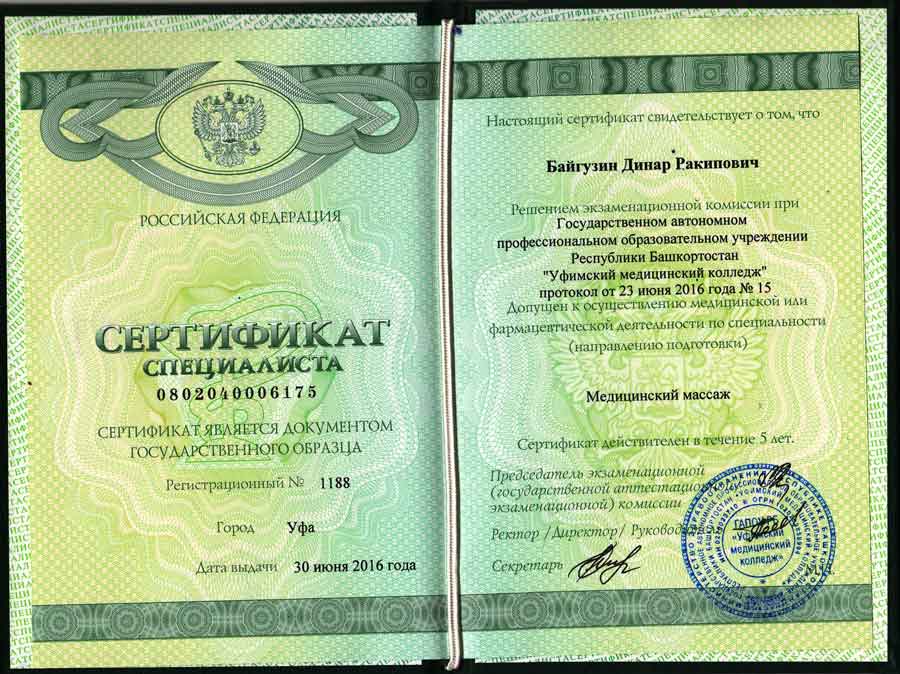 РОССИЙСКАЯ ФЕДЕРАЦИЯ
СЕРТИФИКАТ
СПЕЦИАЛИСТА
0802040006175
СЕРТИФИКАТ ЯВЛЯЕТСЯ ДОКУМЕНТОМ
ГОСУДАРСТВЕННОГО ОБРАЗЦА
Регистрационный № 1188
Город Уфа
Дата выдачи 30 июня 2016 года
Настоящий сертификат свидетельствует о том, что
Байгузин Динар Ракипович
Решением экзаменационной комиссии при
Государственном автономном
профессиональном образовательном учреждении
Республики Башкортостан
"Уфимский медицинский колледж"
протокол от 23 июня 2016 года № 15
Допущен к осуществлению медицинской или
фармацевтической деятельности по специальности
(направлению подготовки)
Медицинский массаж
Сертификат действителен в течение 5 лет.
Председатель экзаменационной
(государственной аттестацио
экзаменационной) комиссии
Ректор /Директор/ Руково
Секретарь
ГАПОУ РБ
«Уфимский
медицинский
колледж»